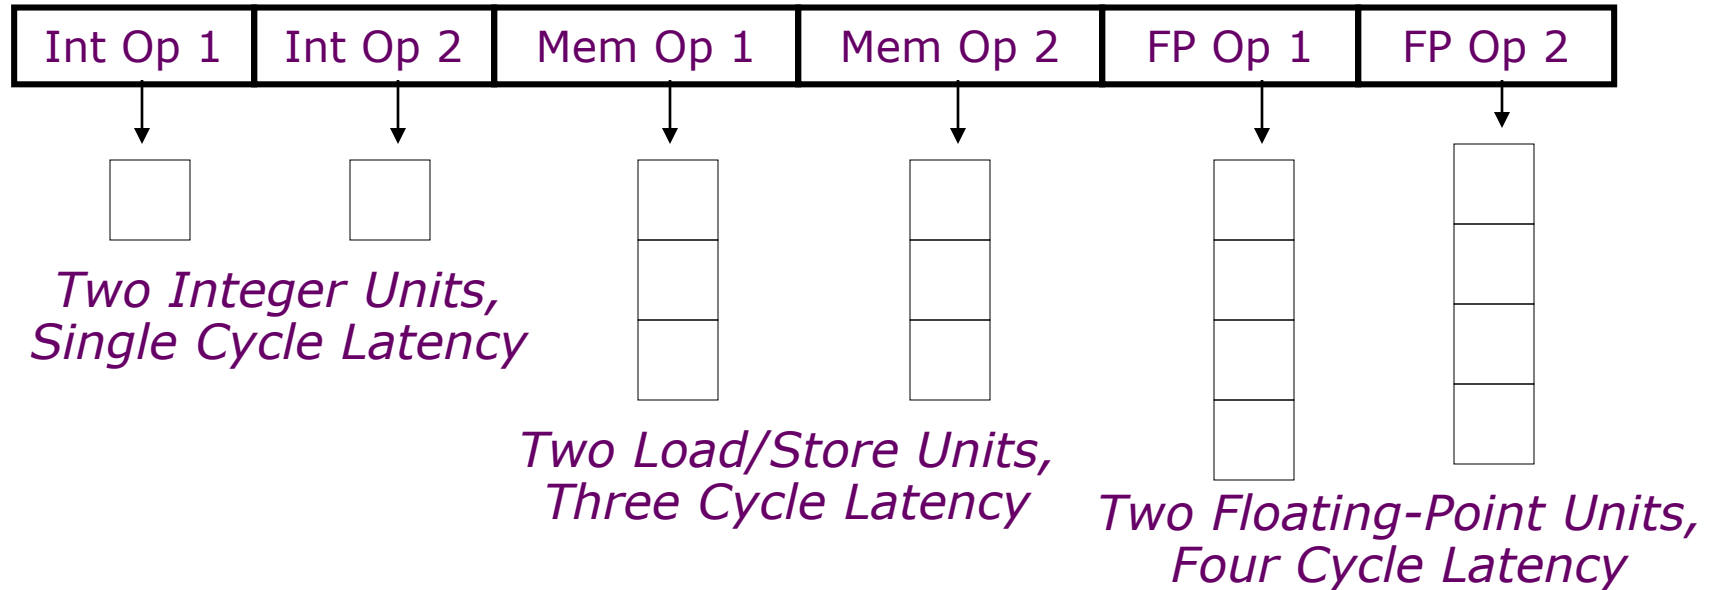 Int Op 1 Int Op 2 Mem Op 1 Mem Op 2 FP Op 1 FP Op 2
Two Integer Units,
Single Cycle Latency
Two Load/Store Units,
Three Cycle Latency
Two Floating-Point Units,
Four Cycle Latency